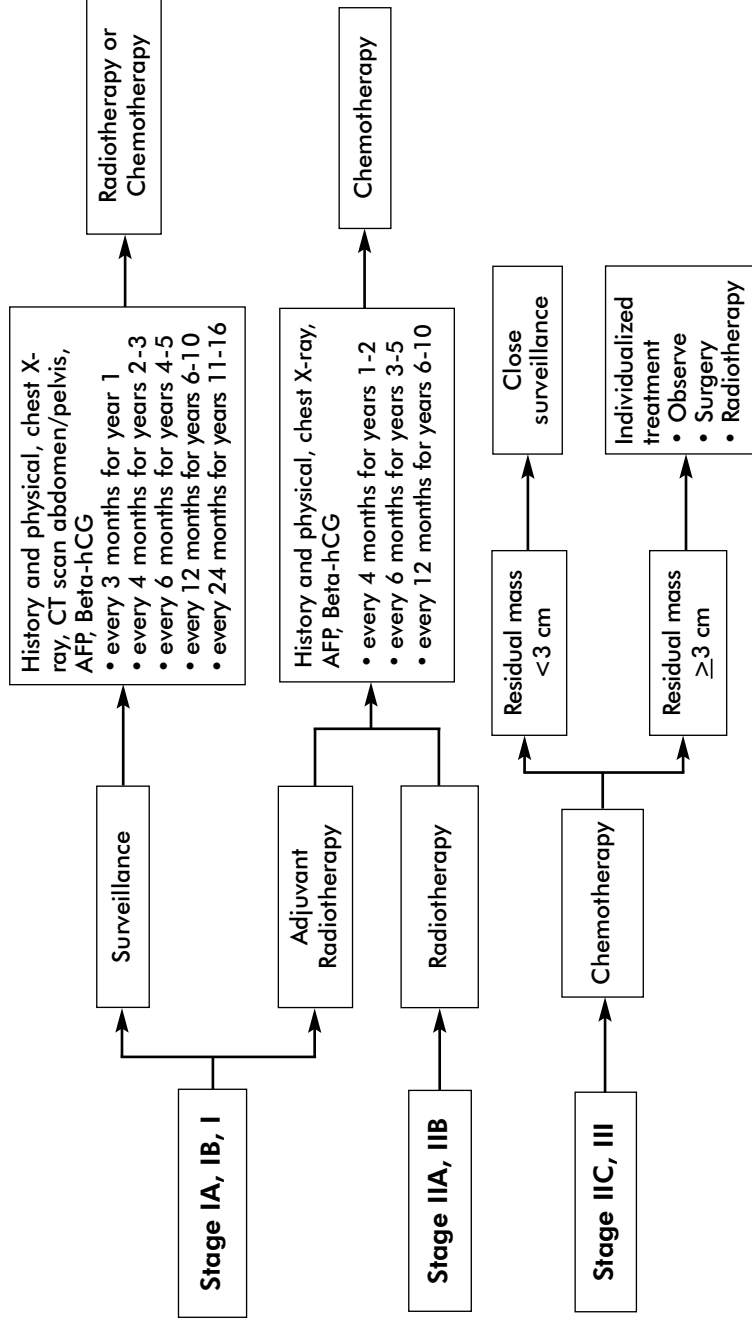 Stage IA, IB, I
Surveillance
History and physical, chest X-
ray, CT scan abdomen/pelvis,
AFP, Beta-hCG
• every 3 months for year 1
• every 4 months for years 2-3
• every 6 months for years 4-5
• every 12 months for years 6-10
• every 24 months for years 11-16
Radiotherapy or
Chemotherapy
Adjuvant
Radiotherapy
Stage IIA, IIB
Radiotherapy
History and physical, chest X-ray,
AFP, Beta-hCG
• every 4 months for years 1-2
• every 6 months for years 3-5
• every 12 months for years 6-10
Chemotherapy
Stage IIC, III
Chemotherapy
Residual mass
<3 cm
Close
surveillance
Residual mass
≥3 cm
Individualized
treatment
• Observe
• Surgery
• Radiotherapy